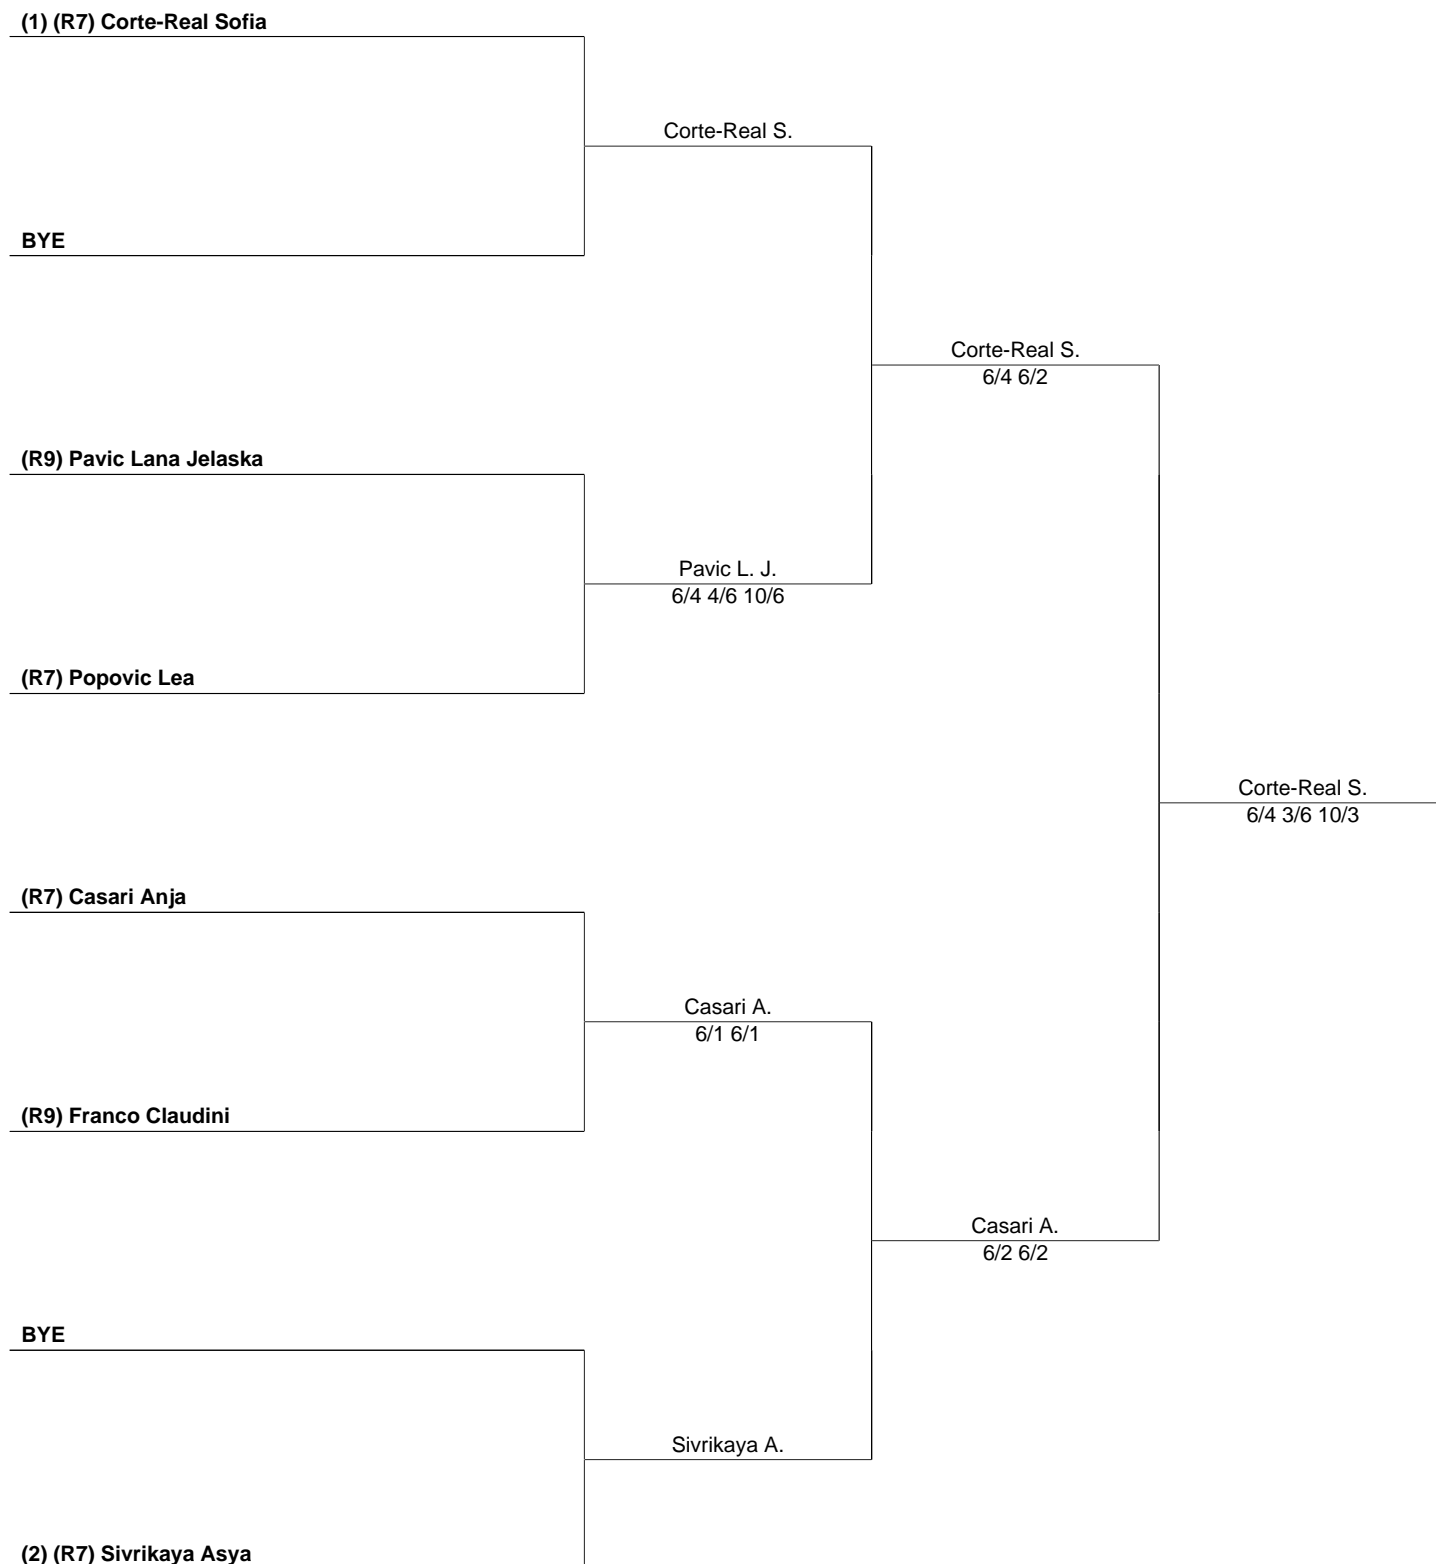 (1) (R7) Corte-Real Sofia
Corte-Real S.
BYE
Corte-Real S.
6/4 6/2
(R9) Pavic Lana Jelaska
Pavic L. J.
6/4 4/6 10/6
(R7) Popovic Lea
Corte-Real S.
6/4 3/6 10/3
(R7) Casari Anja
Casari A.
6/1 6/1
(R9) Franco Claudini
Casari A.
6/2 6/2
BYE
Sivrikaya A.
(2) (R7) Sivrikaya Asya